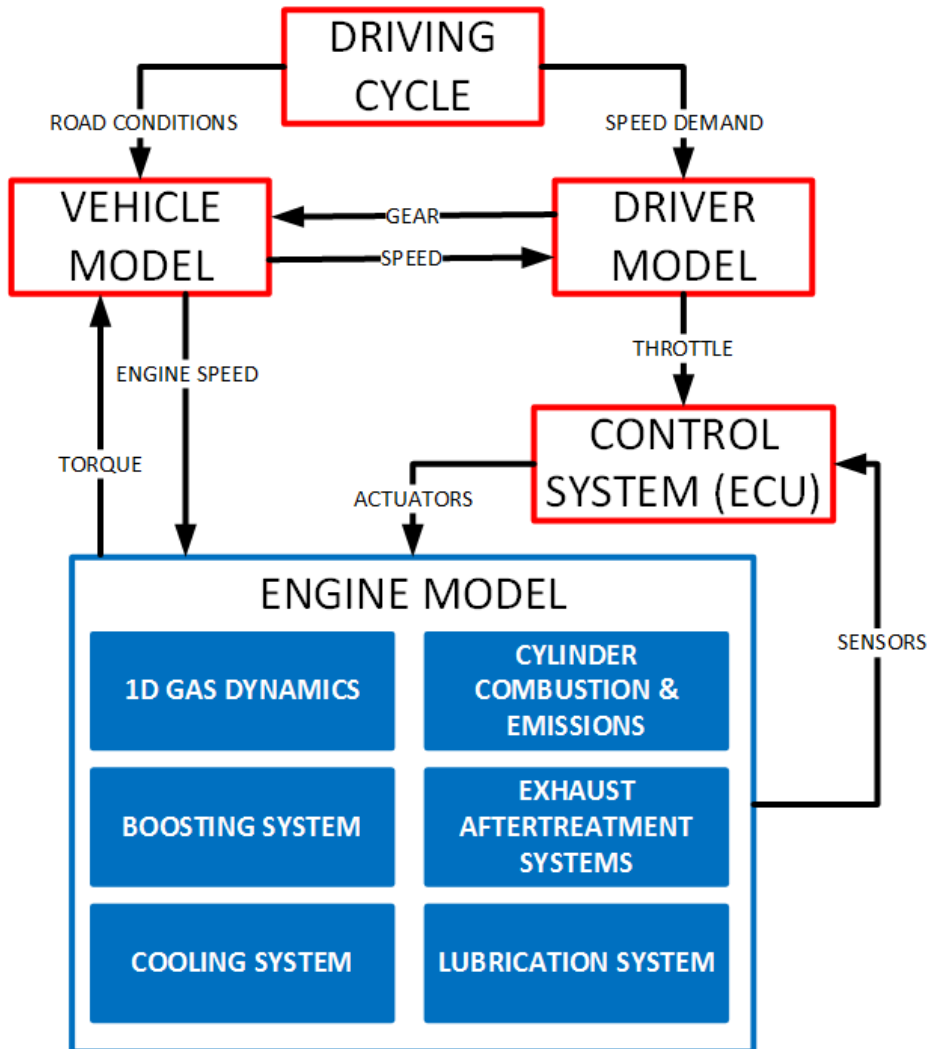 DRIVING
CYCLE
ROAD CONDITIONS
SPEED DEMAND
VEHICLE
MODEL
GEAR
SPEED
DRIVER
MODEL
THROTTLE
ENGINE SPEED
TORQUE
CONTROL
SYSTEM (ECU)
ACTUATORS
SENSORS
ENGINE MODEL
1D GAS DYNAMICS
CYLINDER
COMBUSTION &
EMISSIONS
BOOSTING SYSTEM
EXHAUST
AFTERTREATMENT
SYSTEMS
COOLING SYSTEM
LUBRICATION SYSTEM